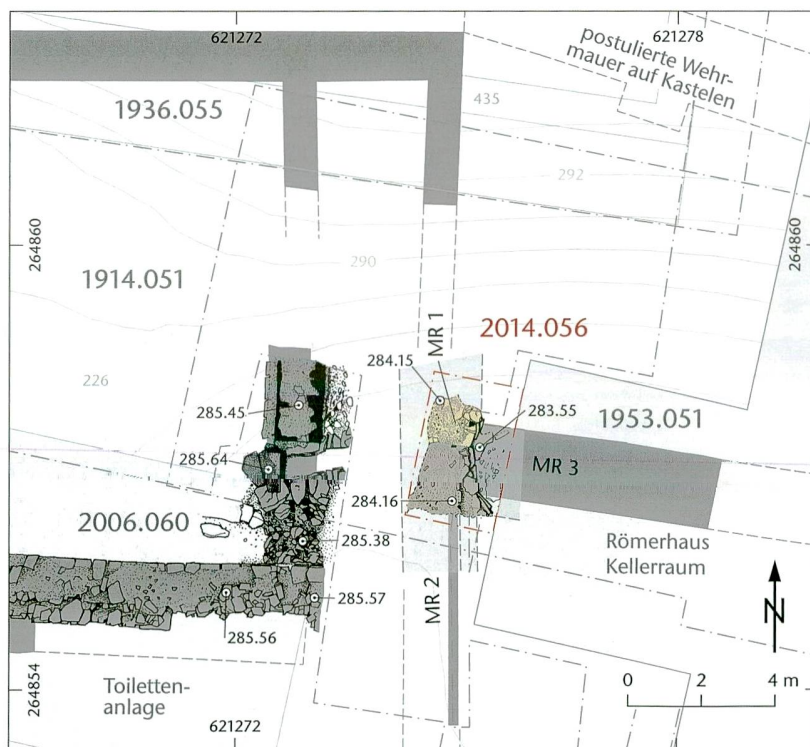 621272
621278
postulierte Wehr-
mauer auf Kastelen
1936.055
435
292
264860
264860
290
1914.051
2014.056
MR 1
284.15
226
283.55
285.45
1953.051
285.64
MR 3
284.16
2006.060
285.38
Römerhaus
Kellerraum
N
285.57
MR 2
285.56
264854
Toiletten-
anlage
0 2 4 m
621272